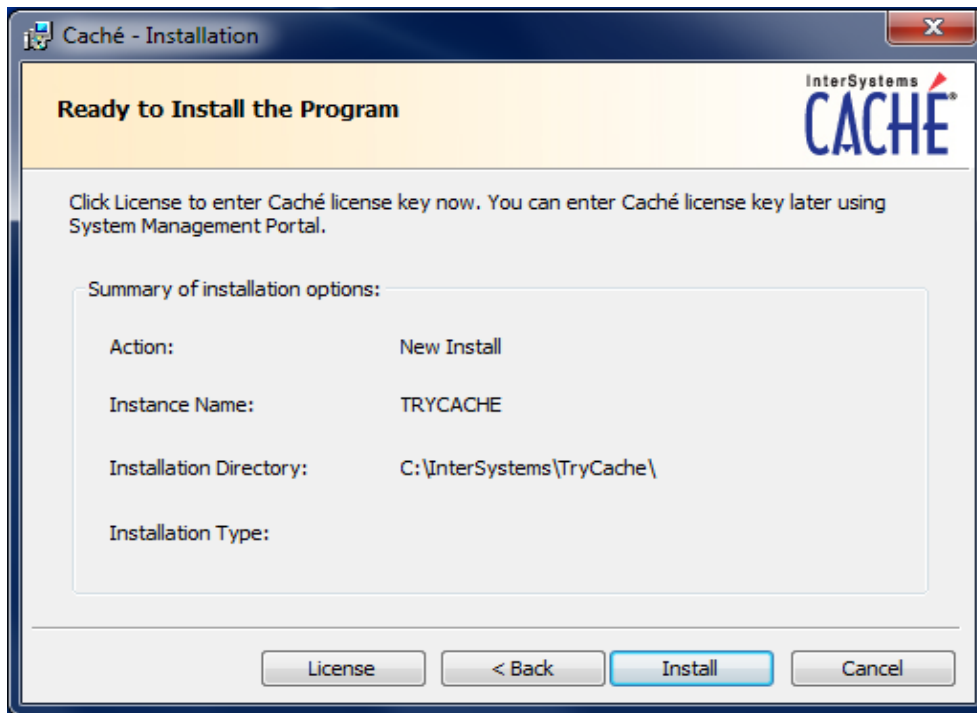 Caché - Installation
Ready to Install the Program
InterSystems
CACHÉ®
Click License to enter Caché license key now. You can enter Caché license key later using
System Management Portal.
Summary of installation options:
Action: New Install
Instance Name: TRYCACHE
Installation Directory: C:\InterSystems\TryCache\
Installation Type:
License < Back Install Cancel